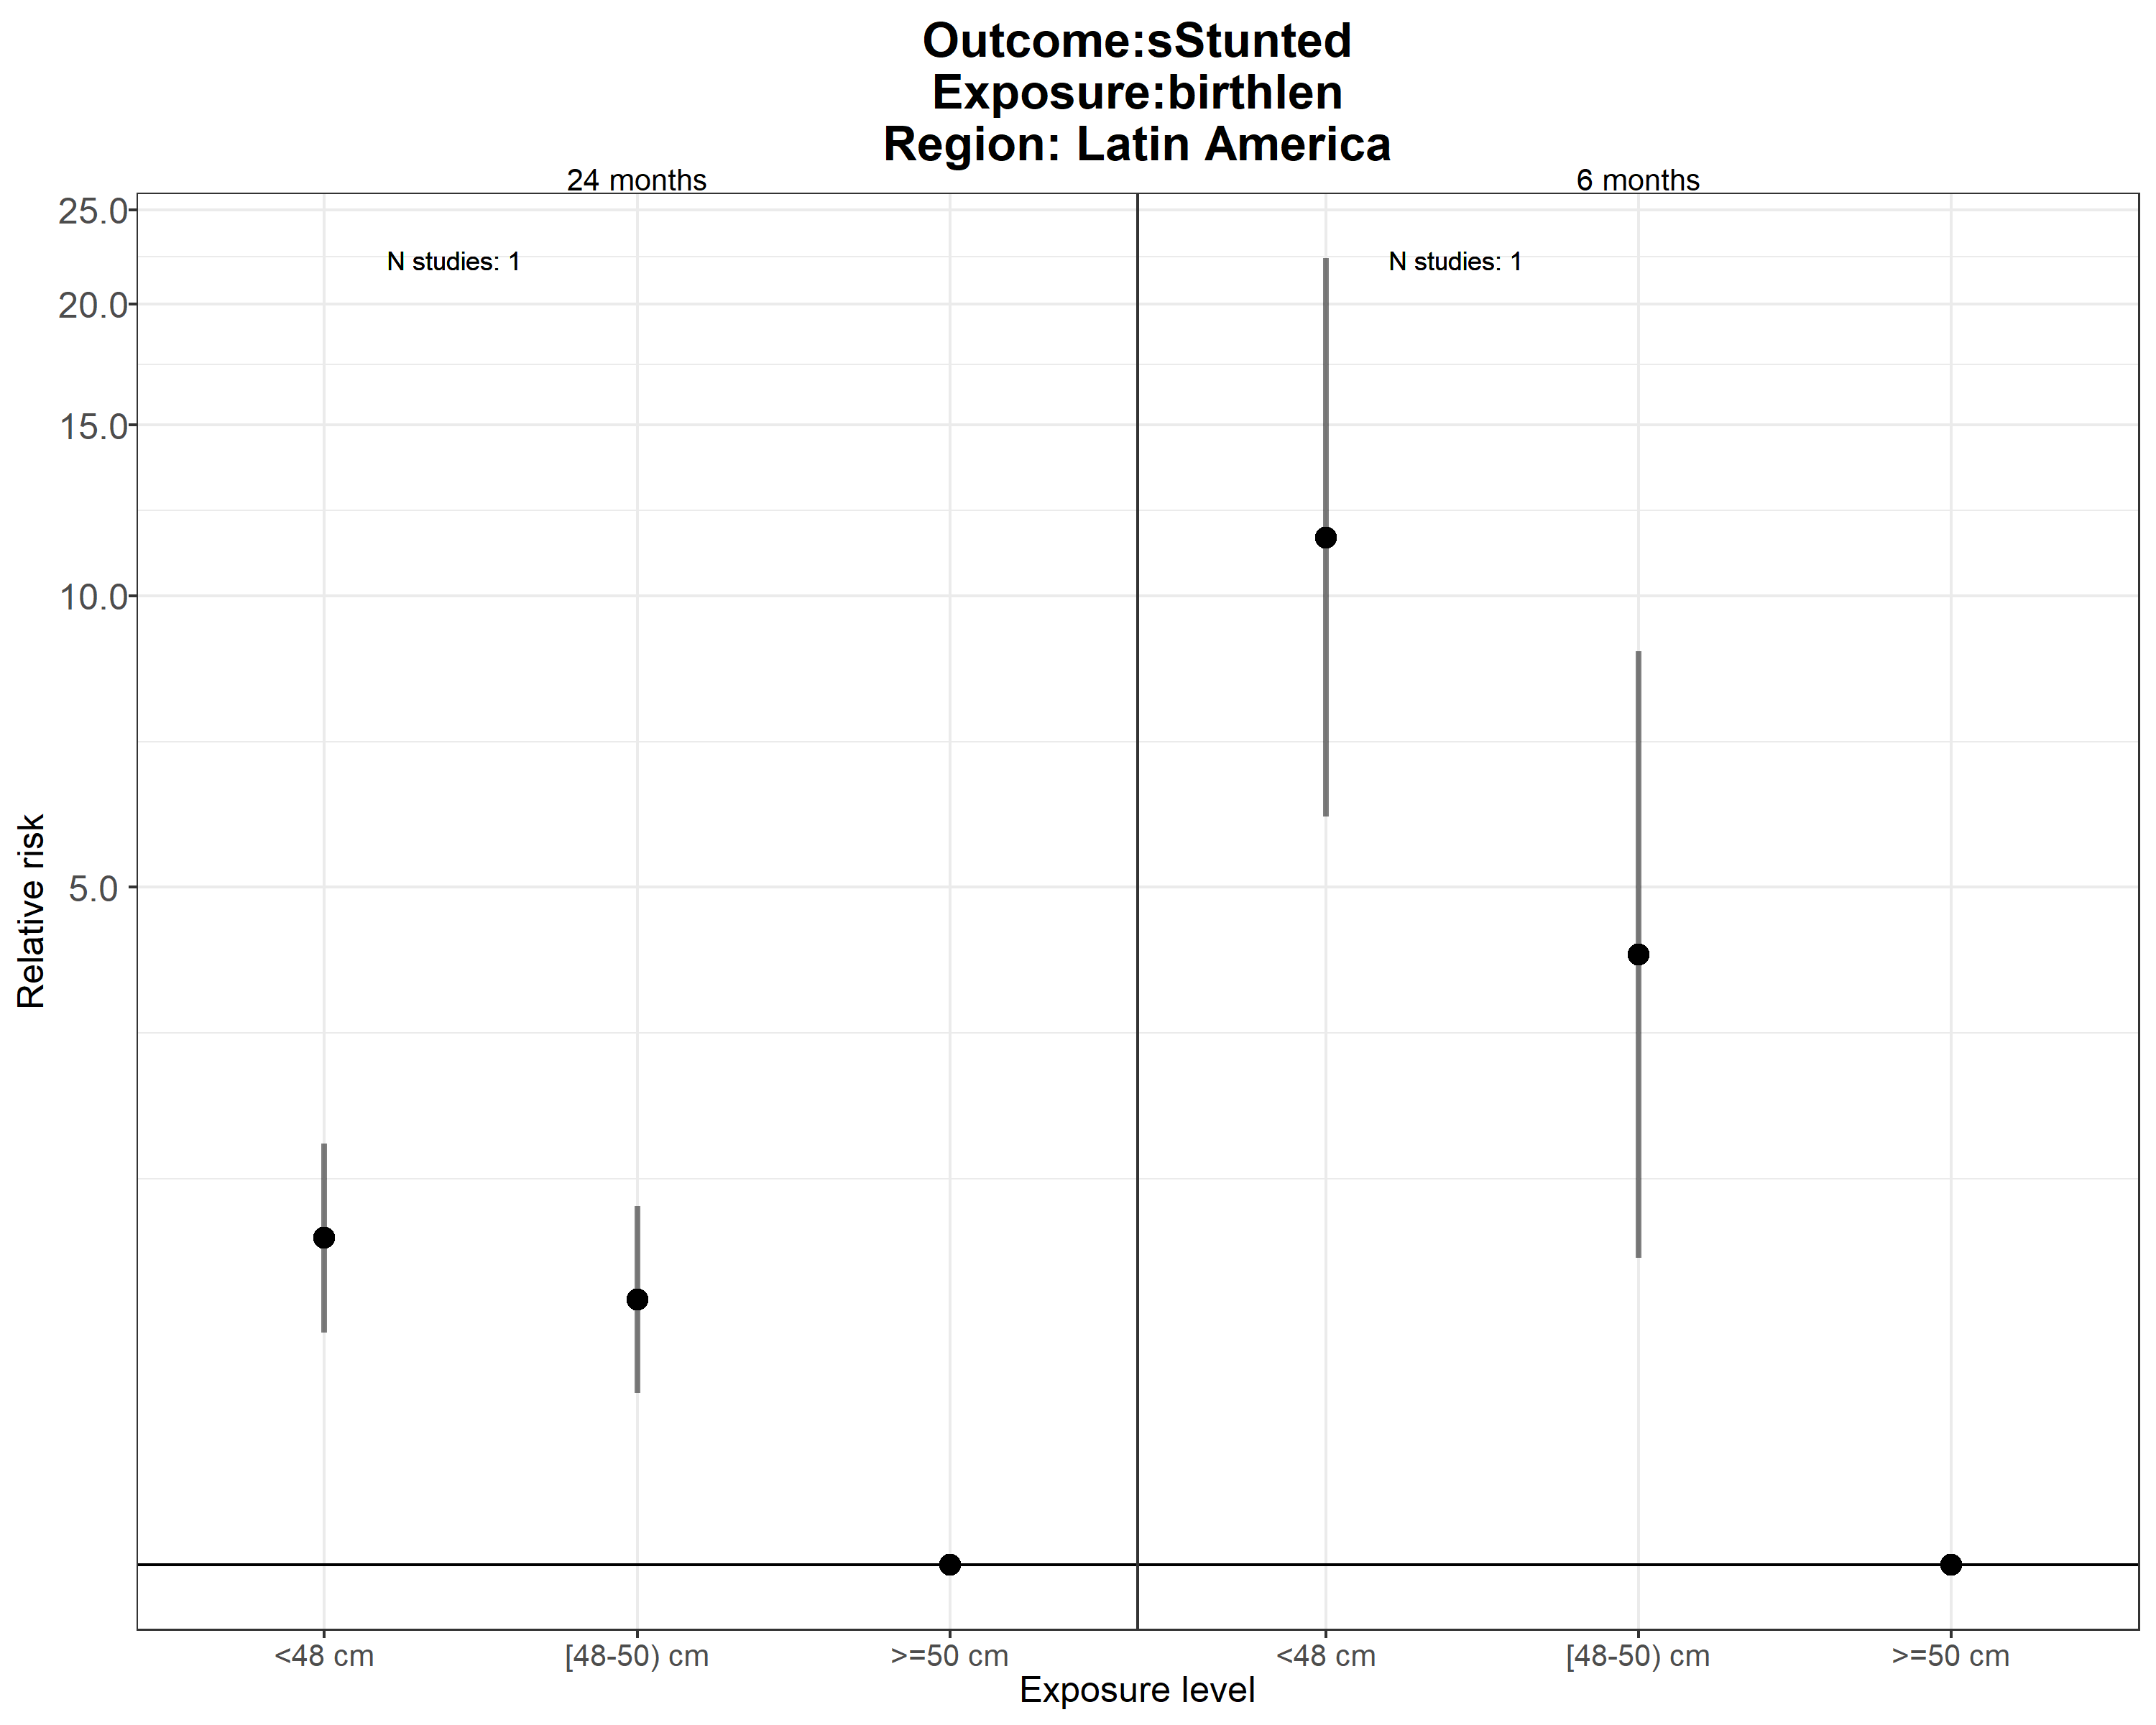 Outcome:sStunted
Exposure:birthlen
Region: Latin America
24 months
6 months
25.0
20.0
15.0
10.0
5.0
N studies: 1
N studies: 1
Relative risk
<48 cm
[48-50) cm
>=50 cm
<48 cm
[48-50) cm
>=50 cm
Exposure level